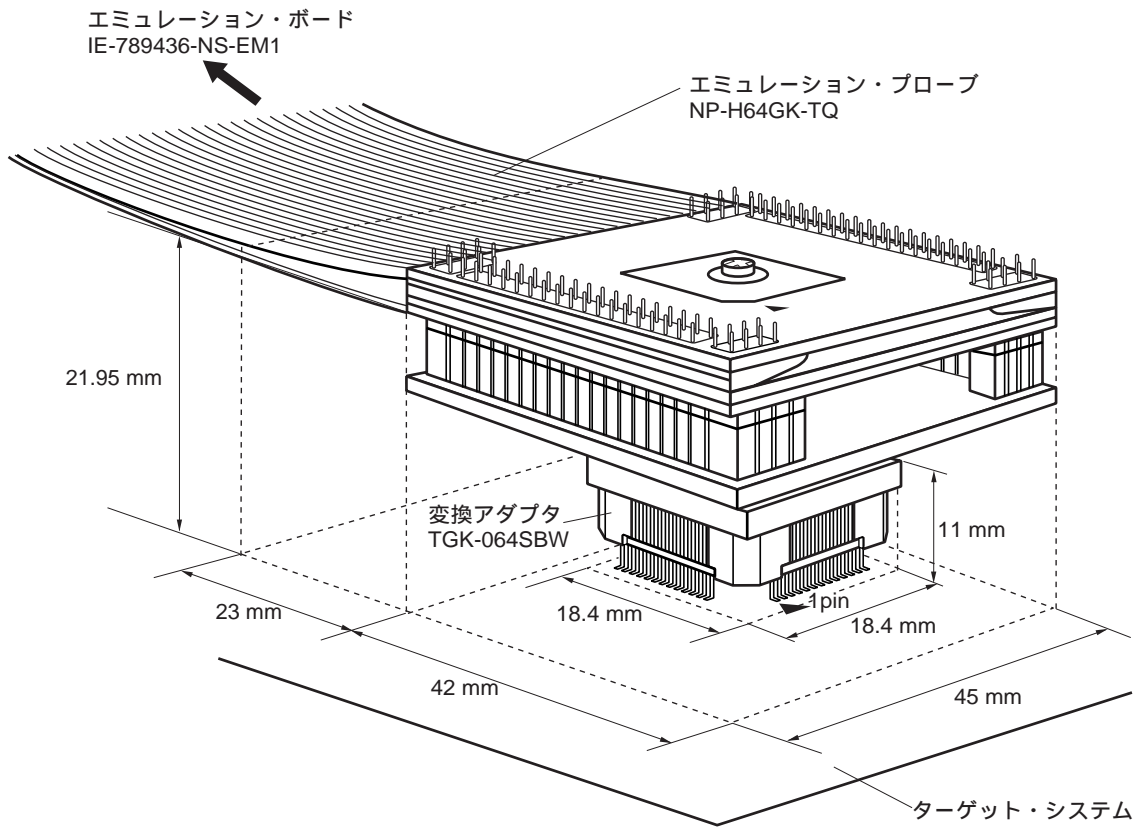 エミュレーション・ボード
IE-789436-NS-EM1
エミュレーション・プローブ
NP-H64GK-TQ
21.95 mm
変換アダプタ
TGK-064SBW
11 mm
23 mm
18.4 mm
1pin
18.4 mm
42 mm
45 mm
ターゲット・システム